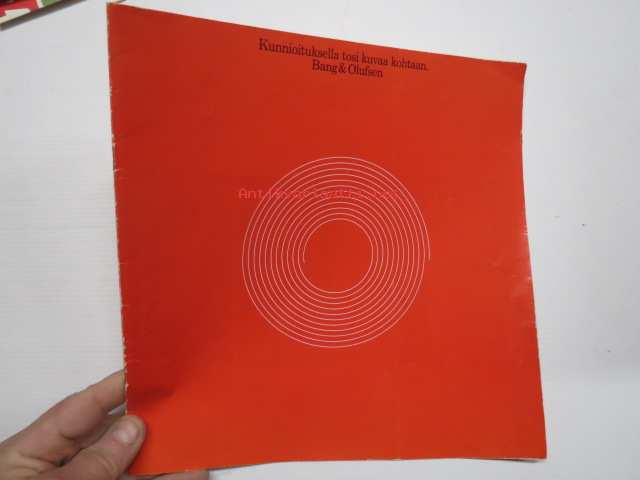 Kunnioituksella tosi kuvaa kohtaan.
Bang & Olufsen